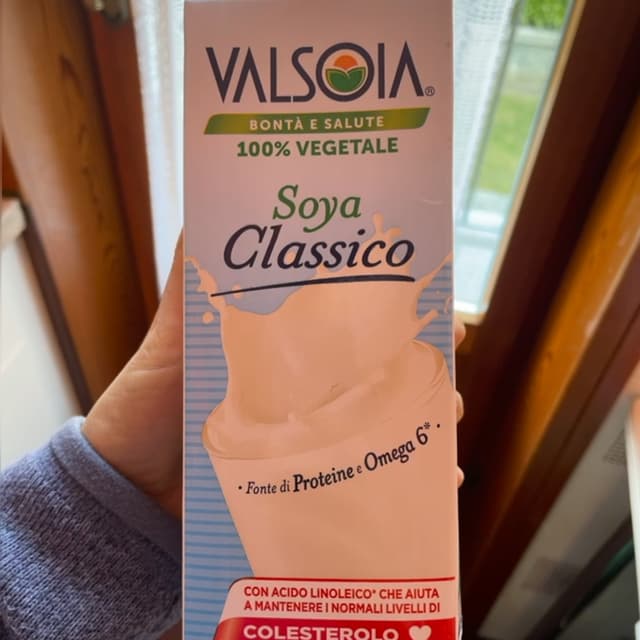 VALSOIA®
BONTÀ E SALUTE
100% VEGETALE
Soya
Classico
• Fonte di Proteine e Omega 6* •
CON ACIDO LINOLEICO* CHE AIUTA
A MANTENERE I NORMALI LIVELLI DI
COLESTEROLO